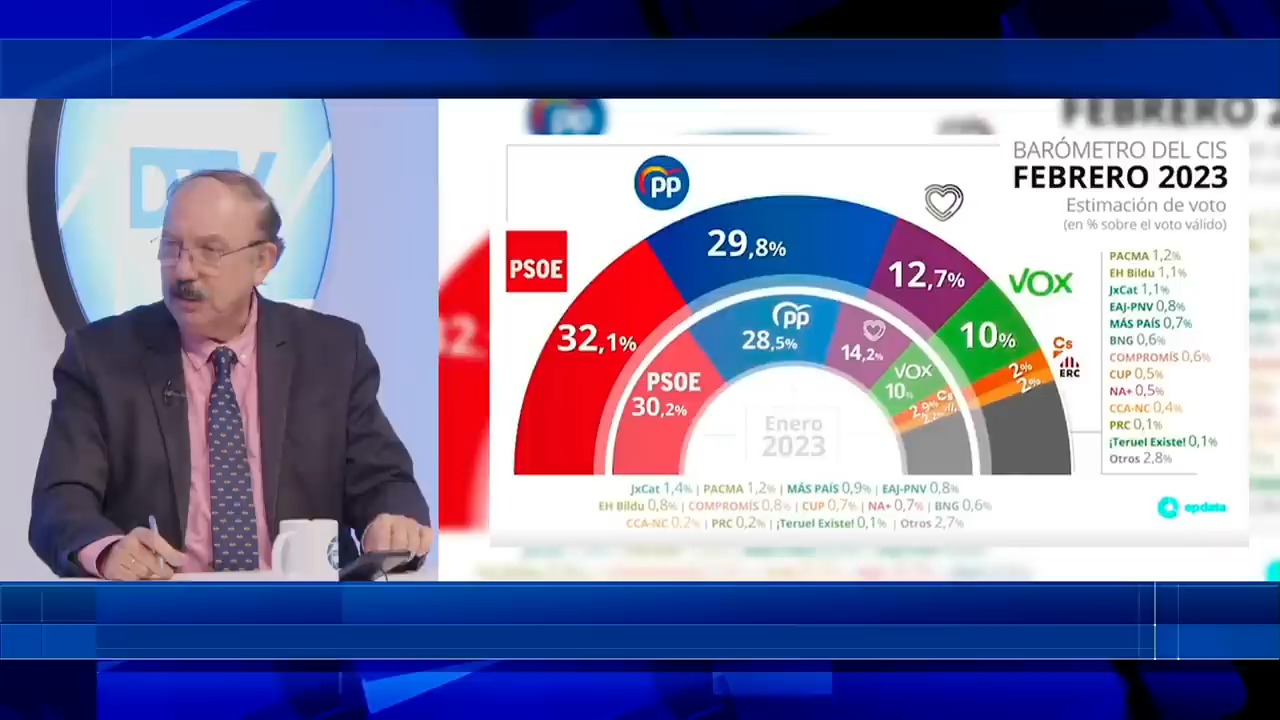 BARÓMETRO DEL CIS
FEBRERO 2023
Estimación de voto
(en % sobre el voto válido)
pp
PSOE
VOX
Cs
ERC
32,1%
29,8%
12,7%
10%
2%
2%
pp
28,5%
14,2%
PSOE
30,2%
VOX
10%
Cs
2,9%
Enero
2023
PACMA 1,2%
EH Bildu 1,1%
JxCat 1,1%
EAJ-PNV 0,8%
MÁS PAÍS 0,7%
BNG 0,6%
COMPROMÍS 0,6%
CUP 0,5%
NA+ 0,5%
CCA-NC 0,4%
PRC 0,1%
¡Teruel Existe! 0,1%
Otros 2,8%
JxCat 1,4% | PACMA 1,2% | MÁS PAÍS 0,9% | EAJ-PNV 0,8%
EH Bildu 0,8% | COMPROMÍS 0,8% | CUP 0,7% | NA+ 0,7% | BNG 0,6%
CCA-NC 0,2% | PRC 0,2% | ¡Teruel Existe! 0,1% | Otros 2,7%
epdata